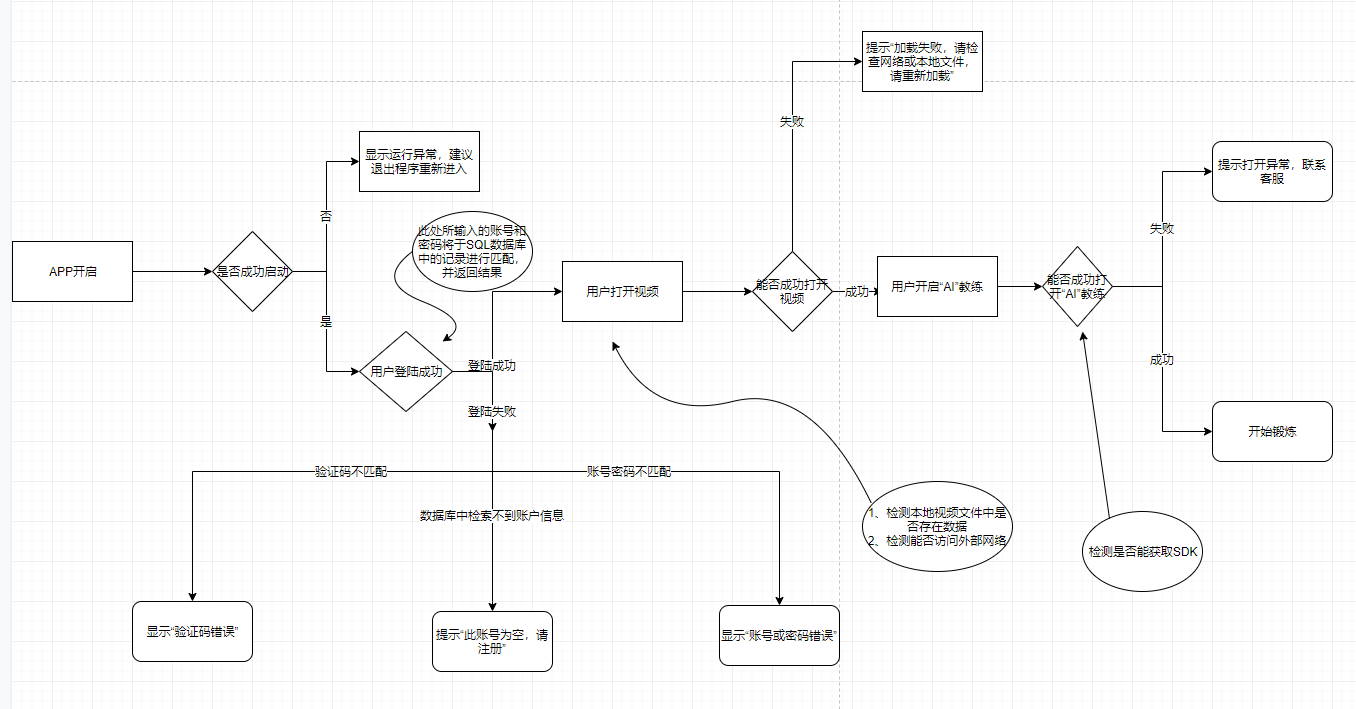 提示“加载失败，请检
查网络或本地文件，
请重新加载”
失败
显示运行异常，建议
退出程序重新进入
提示打开异常，联系
客服
否
失败
此处所输入的账号和
密码将于SQL数据库
中的记录进行匹配，
并返回结果
APP开启
是否成功启动
用户打开视频
能否成功打开
视频
成功
用户开启“AI”教练
能否成功打
开“AI”教练
是
成功
登陆成功
用户登陆成功
登陆失败
开始锻炼
验证码不匹配
账号密码不匹配
数据库中检索不到账户信息
1、检测本地视频文件中是
否存在数据
2、检测能否访问外部网络
检测是否能获取SDK
显示“验证码错误”
提示“此账号为空，请
注册”
显示“账号或密码错误”